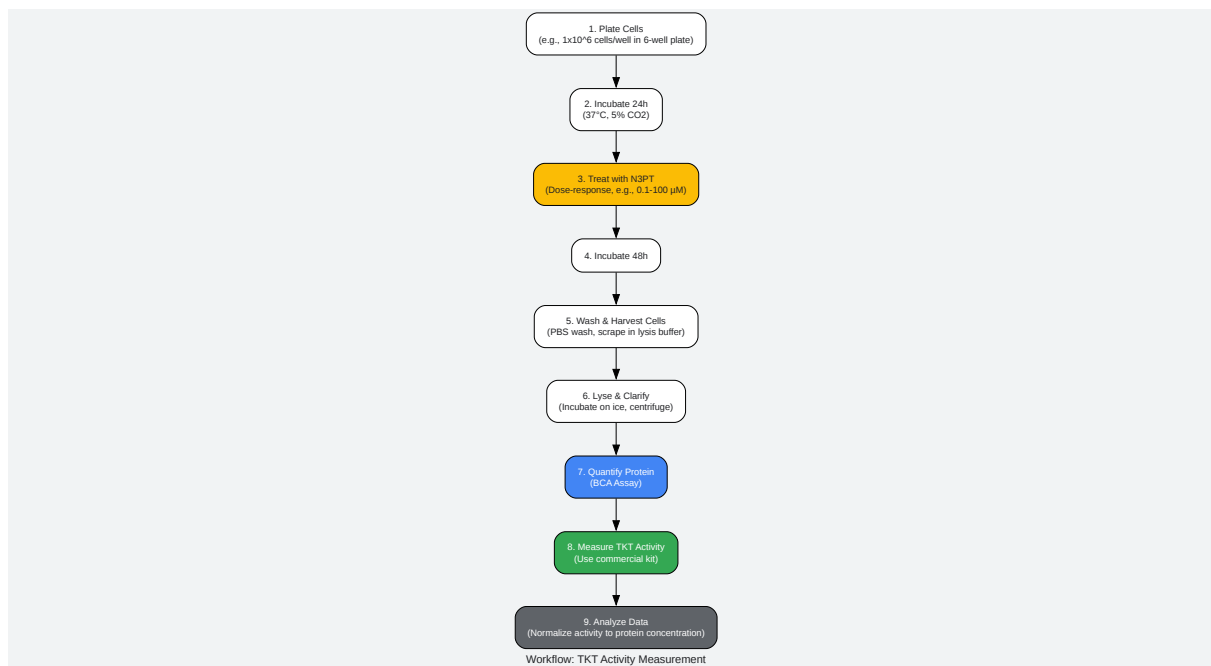 1. Plate Cells
(e.g., 1x10^6 cells/well in 6-well plate)
2. Incubate 24h
(37°C, 5% CO2)
3. Treat with N3PT
(Dose-response, e.g., 0.1-100 µM)
4. Incubate 48h
5. Wash & Harvest Cells
(PBS wash, scrape in lysis buffer)
6. Lyse & Clarify
(Incubate on ice, centrifuge)
7. Quantify Protein
(BCA Assay)
8. Measure TKT Activity
(Use commercial kit)
9. Analyze Data
(Normalize activity to protein concentration)
Workflow: TKT Activity Measurement